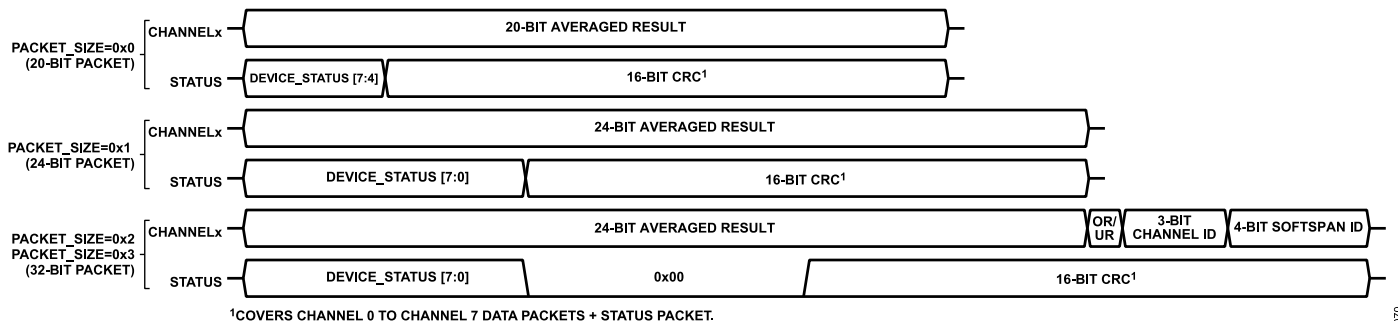 PACKET_SIZE=0x0
(20-BIT PACKET)
CHANNELx
20-BIT AVERAGED RESULT
STATUS
DEVICE_STATUS [7:4]
16-BIT CRC1
PACKET_SIZE=0x1
(24-BIT PACKET)
CHANNELx
24-BIT AVERAGED RESULT
STATUS
DEVICE_STATUS [7:0]
16-BIT CRC1
PACKET_SIZE=0x2
PACKET_SIZE=0x3
(32-BIT PACKET)
CHANNELx
24-BIT AVERAGED RESULT
OR/
UR
3-BIT
CHANNEL ID
4-BIT SOFTSPAN ID
STATUS
DEVICE_STATUS [7:0]
0x00
16-BIT CRC1
1COVERS CHANNEL 0 TO CHANNEL 7 DATA PACKETS + STATUS PACKET.